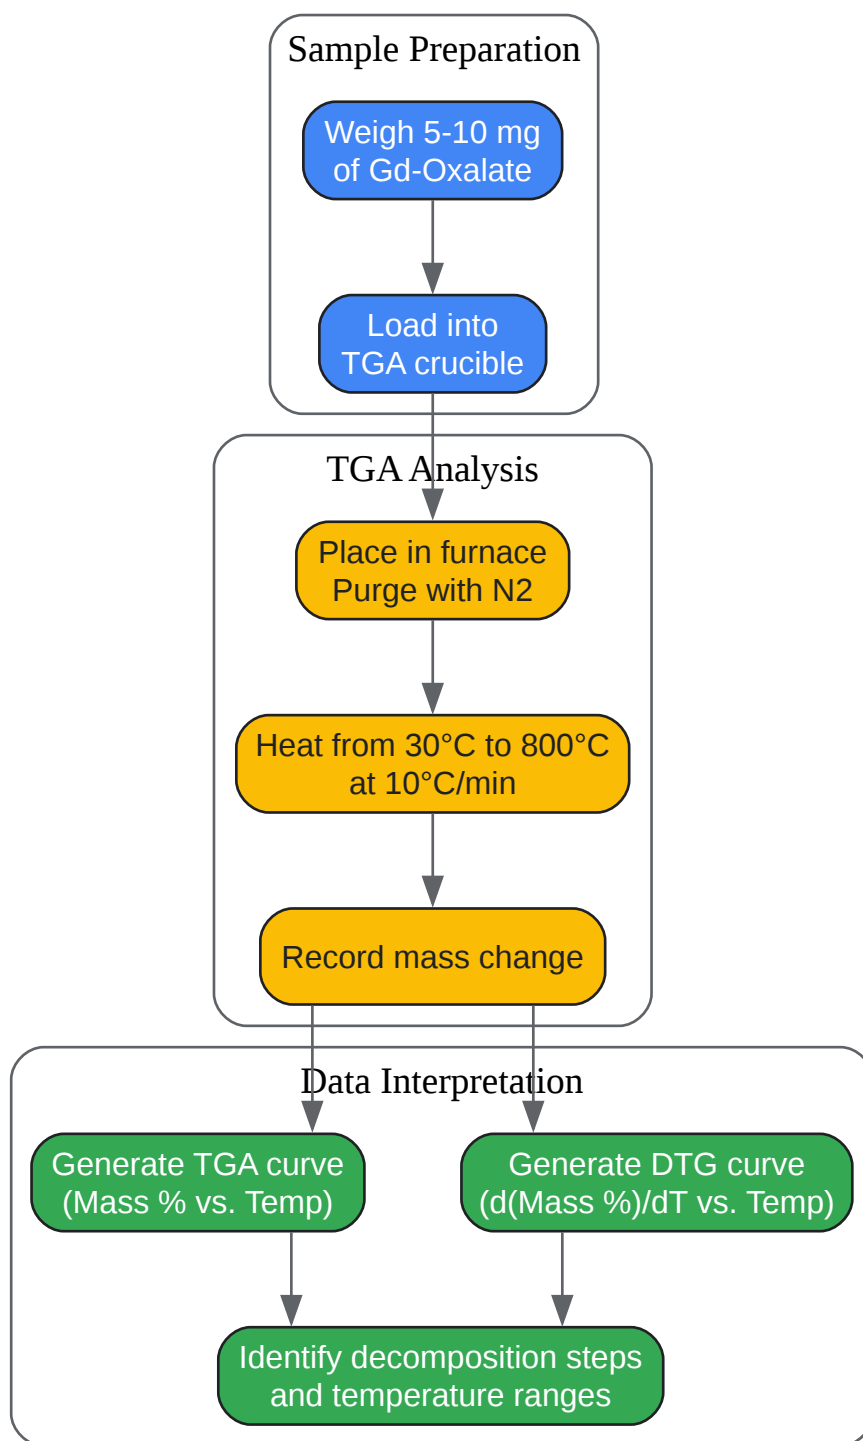 Sample Preparation
Weigh 5-10 mg
of Gd-Oxalate
Load into
TGA crucible
TGA Analysis
Place in furnace
Purge with N2
Heat from 30°C to 800°C
at 10°C/min
Record mass change
Data Interpretation
Generate TGA curve
(Mass % vs. Temp)
Generate DTG curve
(d(Mass %)/dT vs. Temp)
Identify decomposition steps
and temperature ranges